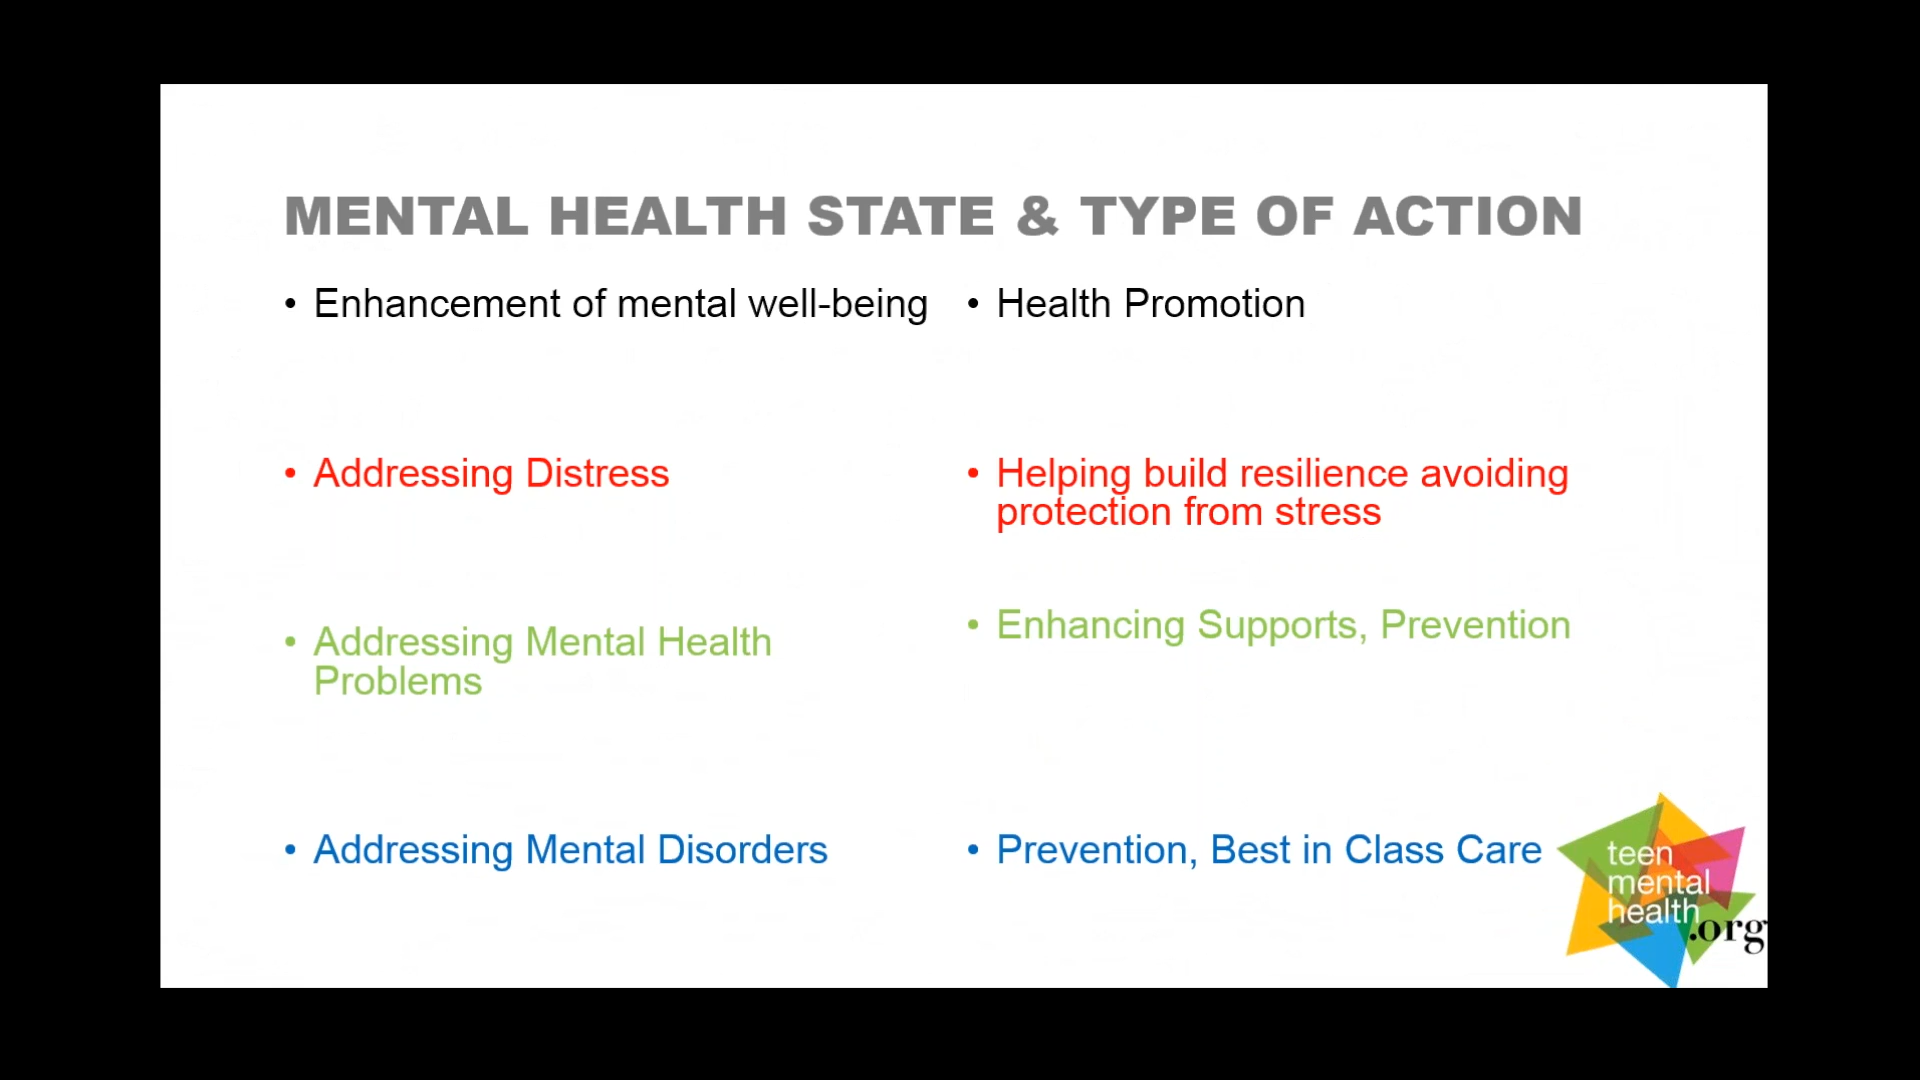 MENTAL HEALTH STATE & TYPE OF ACTION
• Enhancement of mental well-being
• Health Promotion
• Addressing Distress
• Helping build resilience avoiding
protection from stress
• Addressing Mental Health
Problems
• Enhancing Supports, Prevention
• Addressing Mental Disorders
• Prevention, Best in Class Care
teen
mental
health
.org